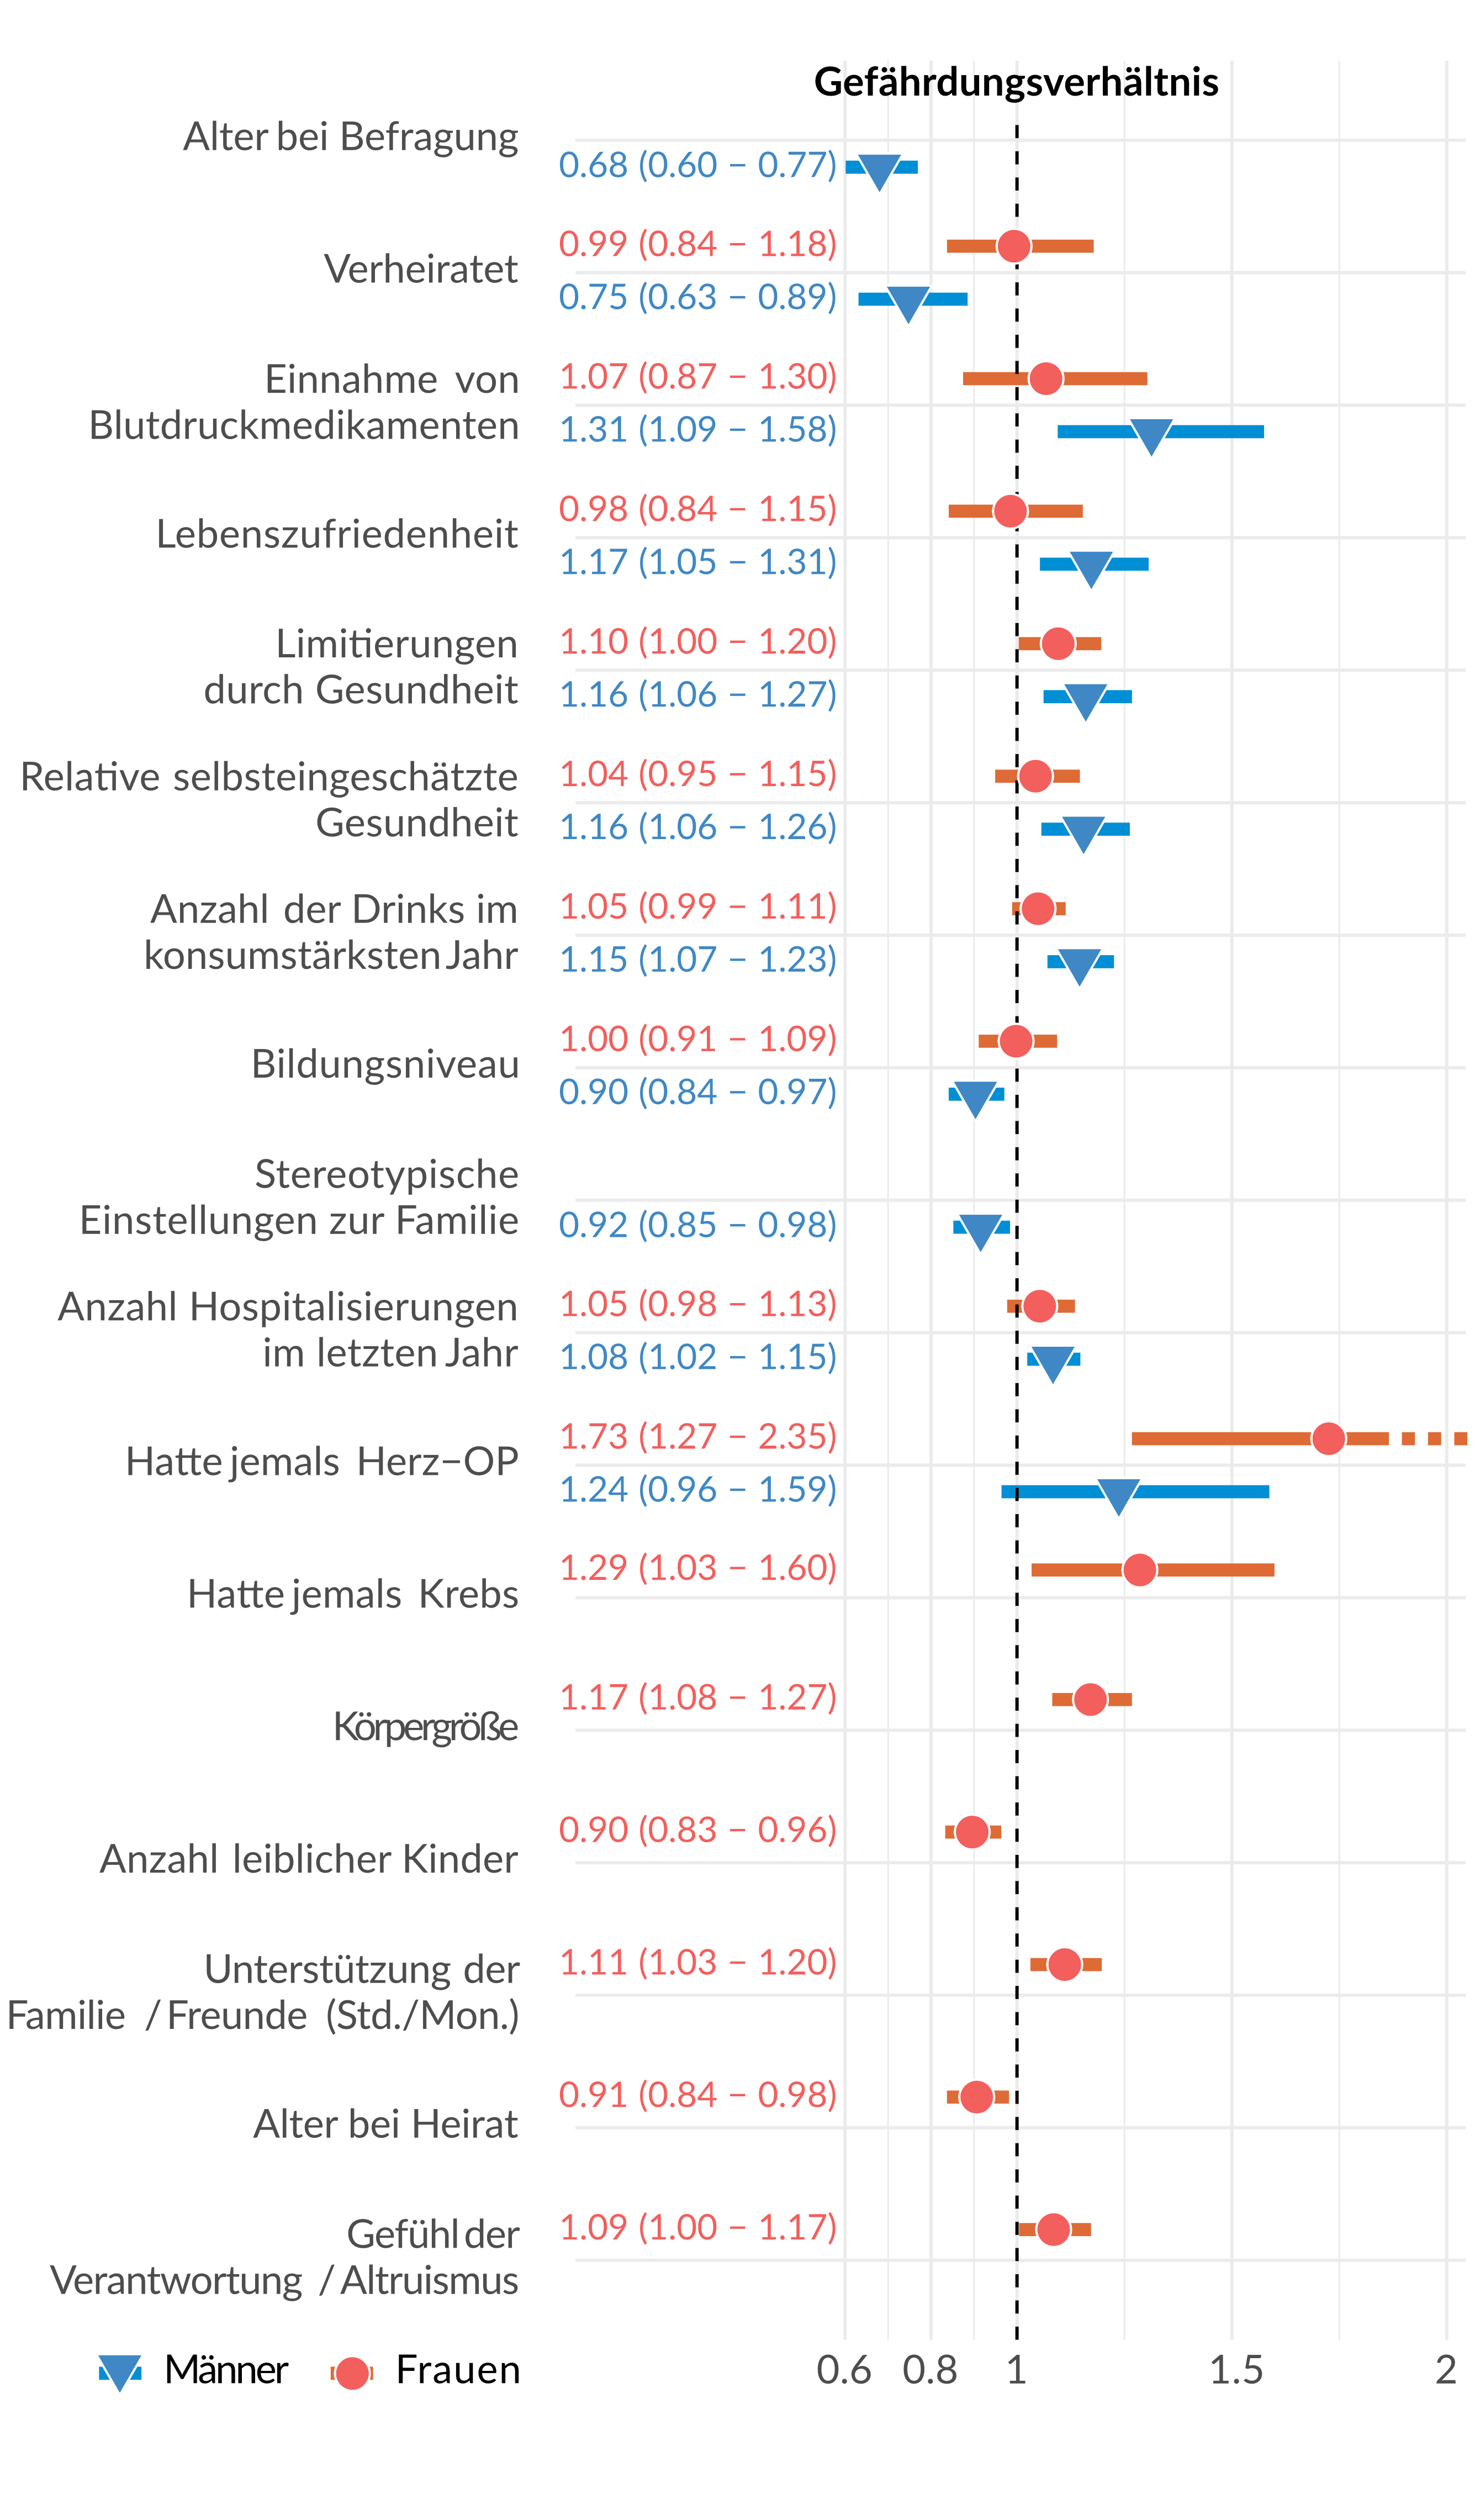 Gefährdungsverhältnis
Alter bei Befragung
0.68 (0.60 – 0.77)
0.99 (0.84 – 1.18)
Verheiratet
0.75 (0.63 – 0.89)
1.07 (0.87 – 1.30)
Einnahme von
Blutdruckmedikamenten
1.31 (1.09 – 1.58)
0.98 (0.84 – 1.15)
Lebenszufriedenheit
1.17 (1.05 – 1.31)
1.10 (1.00 – 1.20)
Limitierungen
durch Gesundheit
1.16 (1.06 – 1.27)
1.04 (0.95 – 1.15)
Relative selbsteingeschätzte
Gesundheit
1.16 (1.06 – 1.26)
1.05 (0.99 – 1.11)
Anzahl der Drinks im
konsumstärksten Jahr
1.15 (1.07 – 1.23)
1.00 (0.91 – 1.09)
Bildungsniveau
0.90 (0.84 – 0.97)
Stereotypische
Einstellungen zur Familie
0.92 (0.85 – 0.98)
1.05 (0.98 – 1.13)
Anzahl Hospitalisierungen
im letzten Jahr
1.08 (1.02 – 1.15)
1.73 (1.27 – 2.35)
Hatte jemals Herz–OP
1.24 (0.96 – 1.59)
1.29 (1.03 – 1.60)
Hatte jemals Krebs
1.17 (1.08 – 1.27)
Körpergröße
0.90 (0.83 – 0.96)
Anzahl leiblicher Kinder
1.11 (1.03 – 1.20)
Unterstützung der
Familie / Freunde (Std./Mon.)
0.91 (0.84 – 0.98)
Alter bei Heirat
1.09 (1.00 – 1.17)
Gefühl der
Verantwortung / Altruismus
Männer Frauen
0.6 0.8 1 1.5 2